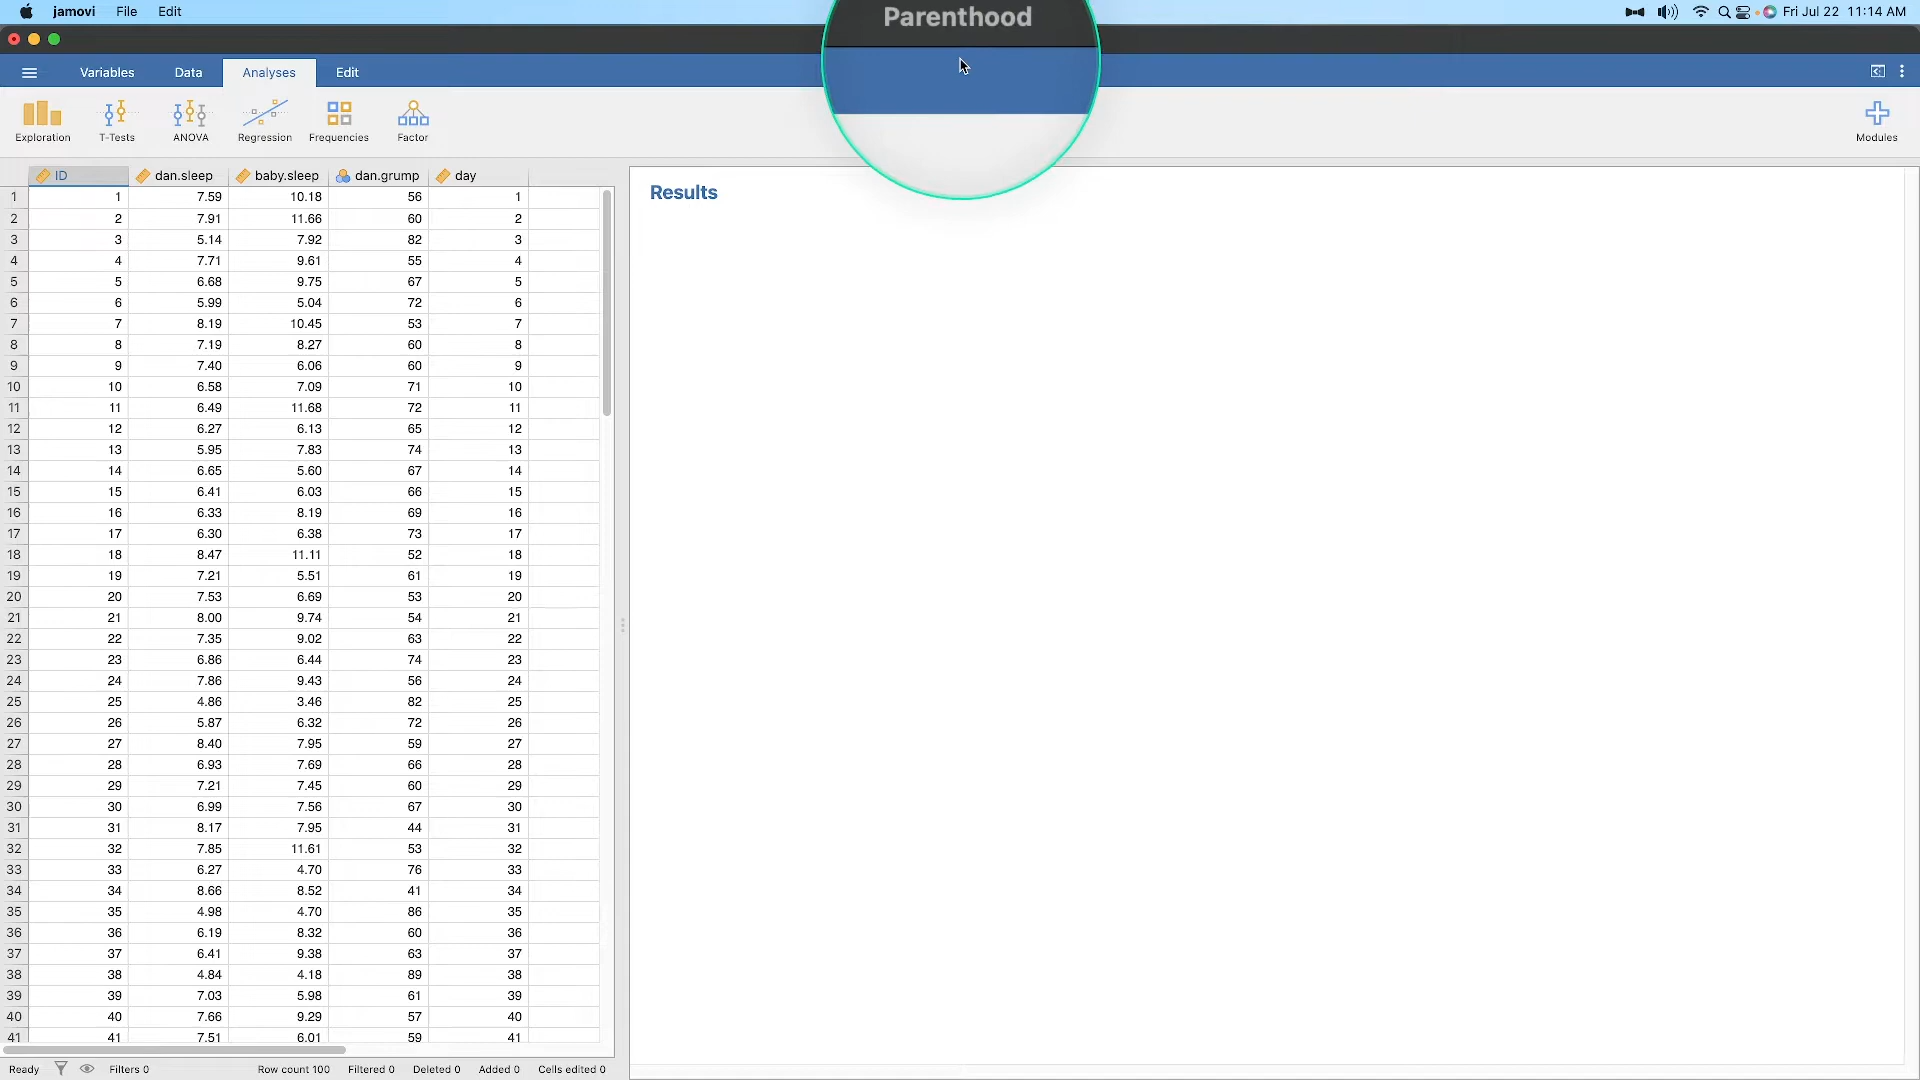 jamovi File Edit Fri Jul 22 11:14 AM
Parenthood
Variables Data Analyses Edit
Exploration T-Tests ANOVA Regression Frequencies Factor Modules
ID dan.sleep baby.sleep dan.grump day
1 1 7.59 10.18 56 1
2 2 7.91 11.66 60 2
3 3 5.14 7.92 82 3
4 4 7.71 9.61 55 4
5 5 6.68 9.75 67 5
6 6 5.99 5.04 72 6
7 7 8.19 10.45 53 7
8 8 7.19 8.27 60 8
9 9 7.40 6.06 60 9
10 10 6.58 7.09 71 10
11 11 6.49 11.68 72 11
12 12 6.27 6.13 65 12
13 13 5.95 7.83 74 13
14 14 6.65 5.60 67 14
15 15 6.41 6.03 66 15
16 16 6.33 8.19 69 16
17 17 6.30 6.38 73 17
18 18 8.47 11.11 52 18
19 19 7.21 5.51 61 19
20 20 7.53 6.69 53 20
21 21 8.00 9.74 54 21
22 22 7.35 9.02 63 22
23 23 6.86 6.44 74 23
24 24 7.86 9.43 56 24
25 25 4.86 3.46 82 25
26 26 5.87 6.32 72 26
27 27 8.40 7.95 59 27
28 28 6.93 7.69 66 28
29 29 7.21 7.45 60 29
30 30 6.99 7.56 67 30
31 31 8.17 7.95 44 31
32 32 7.85 11.61 53 32
33 33 6.27 4.70 76 33
34 34 8.66 8.52 41 34
35 35 4.98 4.70 86 35
36 36 6.19 8.32 60 36
37 37 6.41 9.38 63 37
38 38 4.84 4.18 89 38
39 39 7.03 5.98 61 39
40 40 7.66 9.29 57 40
41 41 7.51 6.01 59 41
Ready Filters 0 Row count 100 Filtered 0 Deleted 0 Added 0 Cells edited 0
Results